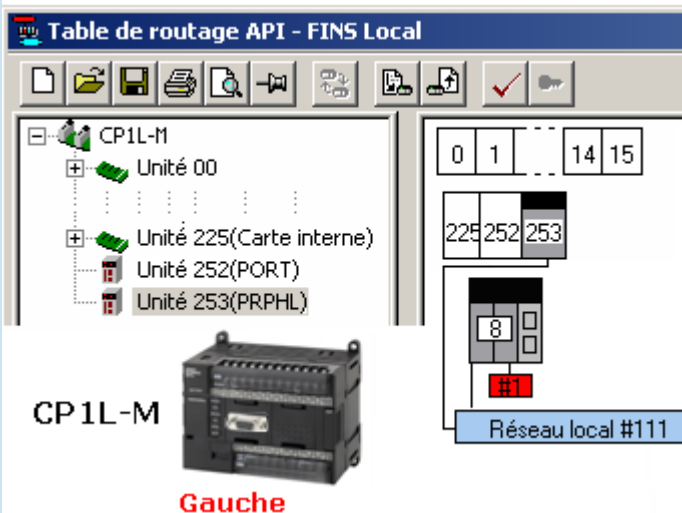 Table de routage API - FINS Local
CP1L-M
Unité 00
Unité 225(Carte interne)
Unité 252(PORT)
Unité 253(PRPHL)
0 1 14 15
225 252 253
8
#1
Réseau local #111
CP1L-M
Gauche